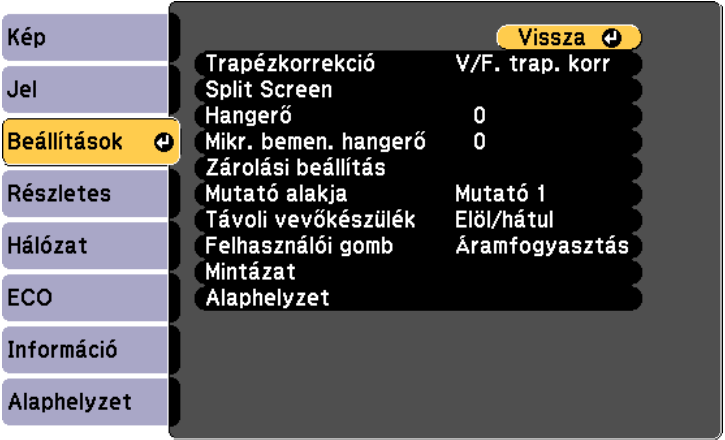 Kép
Jel
Beállítások
Részletes
Hálózat
ECO
Információ
Alaphelyzet
Vissza
Trapézkorrekció V/F. trap. korr
Split Screen
Hangerő 0
Mikr. bemen. hangerő 0
Zárolási beállítás
Mutató alakja Mutató 1
Távoli vevőkészülék Elöl/hátul
Felhasználói gomb Áramfogyasztás
Mintázat
Alaphelyzet